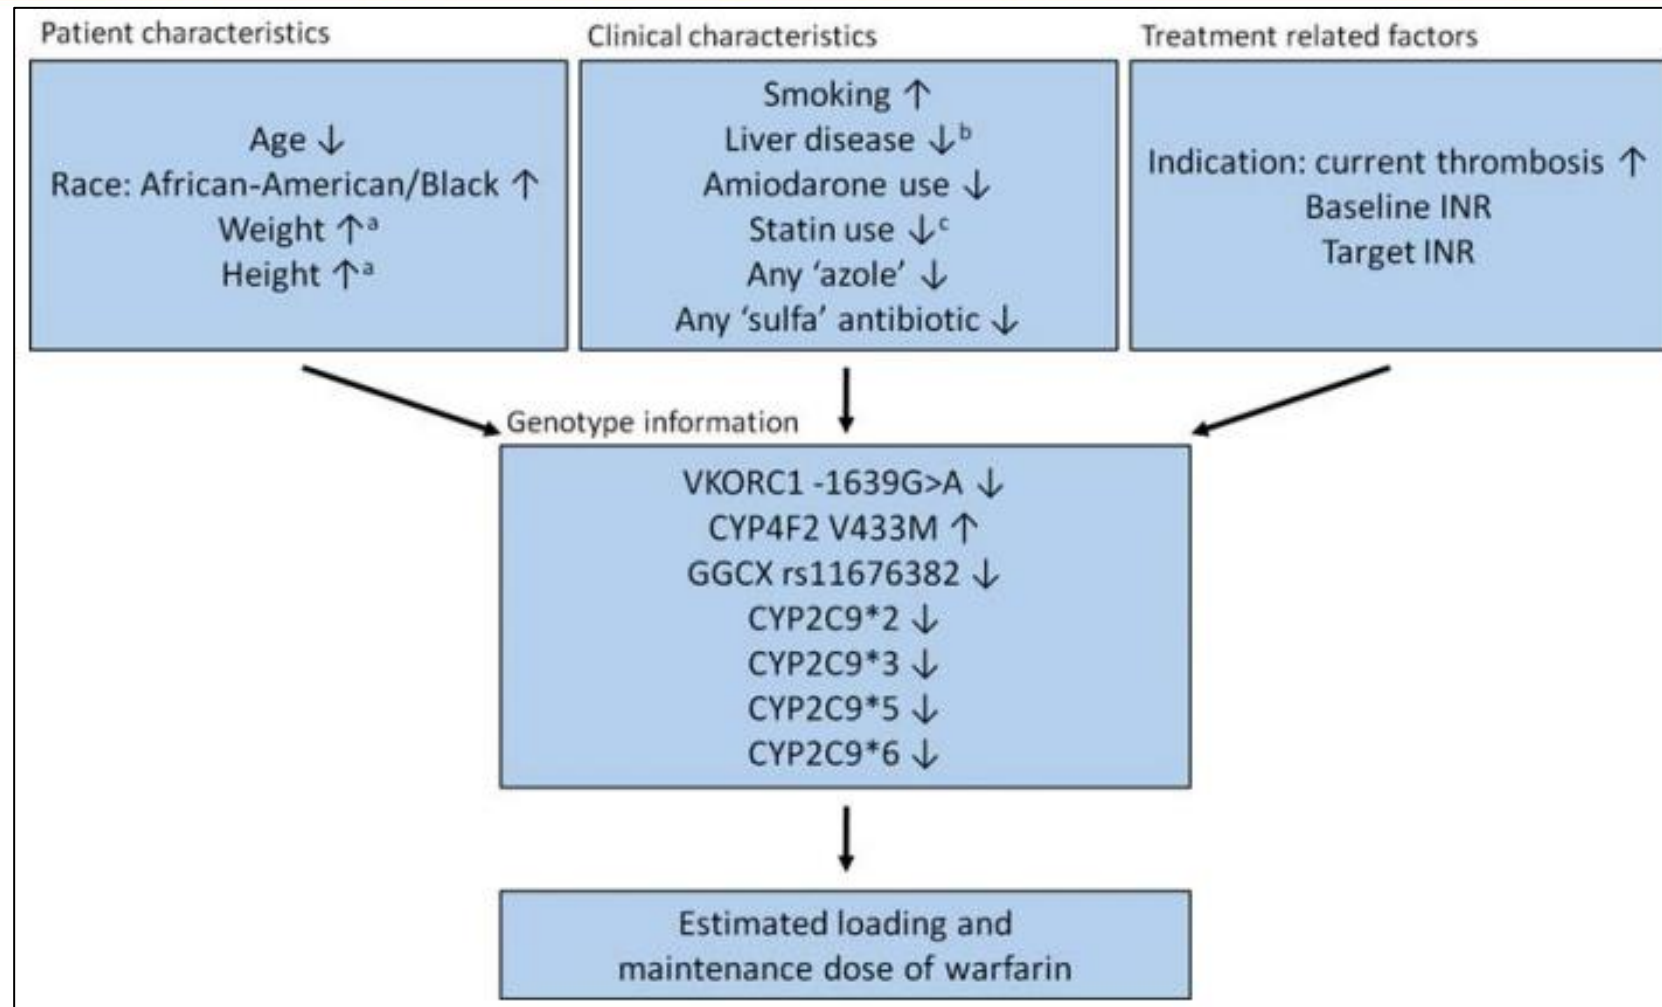 Patient characteristics
Age ↓
Race: African-American/Black ↑
Weight ↑ᵃ
Height ↑ᵃ
Clinical characteristics
Smoking ↑
Liver disease ↓ᵇ
Amiodarone use ↓
Statin use ↓ᶜ
Any ‘azole’ ↓
Any ‘sulfa’ antibiotic ↓
Treatment related factors
Indication: current thrombosis ↑
Baseline INR
Target INR
Genotype information
VKORC1 -1639G>A ↓
CYP4F2 V433M ↑
GGCX rs11676382 ↓
CYP2C9*2 ↓
CYP2C9*3 ↓
CYP2C9*5 ↓
CYP2C9*6 ↓
Estimated loading and
maintenance dose of warfarin